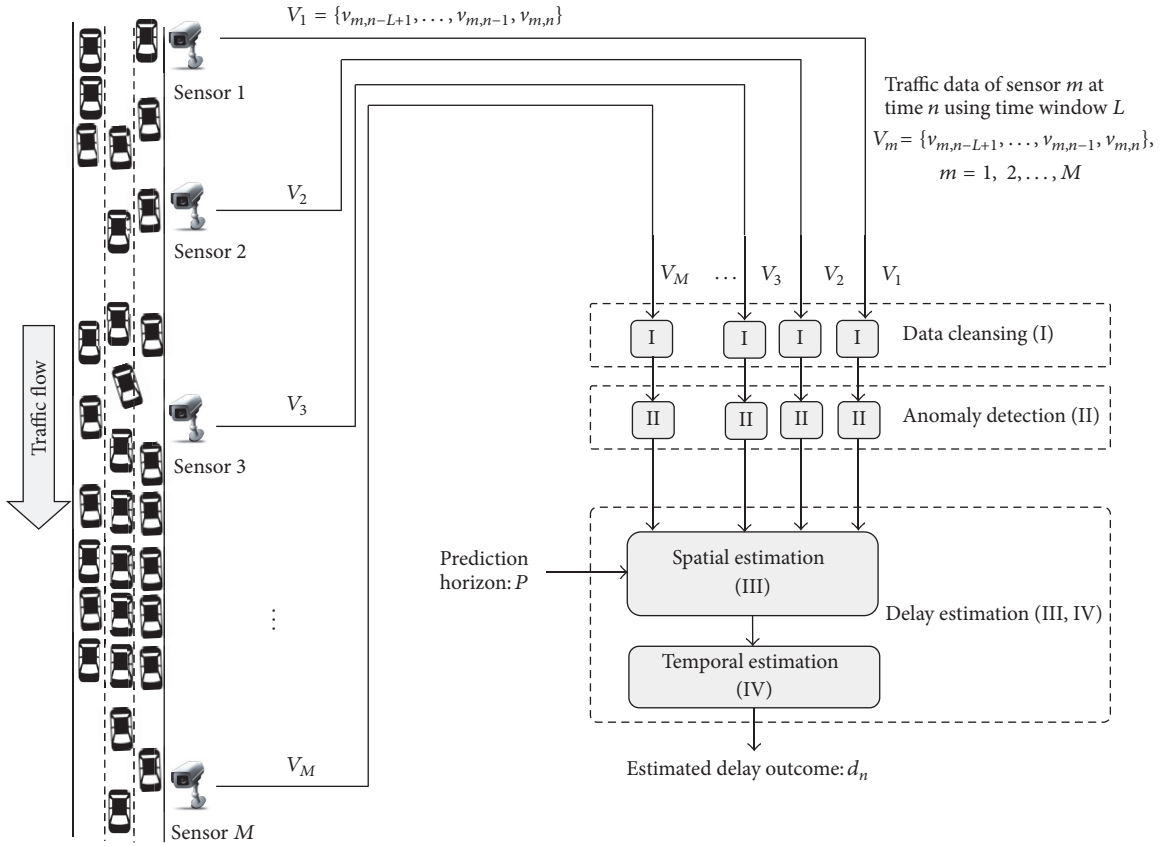 V₁ = {vₘ,ₙ₋L₊₁, . . . , vₘ,ₙ₋₁, vₘ,ₙ}
Sensor 1
Traffic data of sensor m at
time n using time window L
Vₘ = {vₘ,ₙ₋L₊₁, . . . , vₘ,ₙ₋₁, vₘ,ₙ},
m = 1, 2, . . . , M
V₂
Sensor 2
V_M ... V₃ V₂ V₁
I I I I Data cleansing (I)
Traffic flow
V₃
Sensor 3
II II II II Anomaly detection (II)
Prediction
horizon: P
Spatial estimation
(III)
Delay estimation (III, IV)
⋮
Temporal estimation
(IV)
V_M
Sensor M
Estimated delay outcome: dₙ